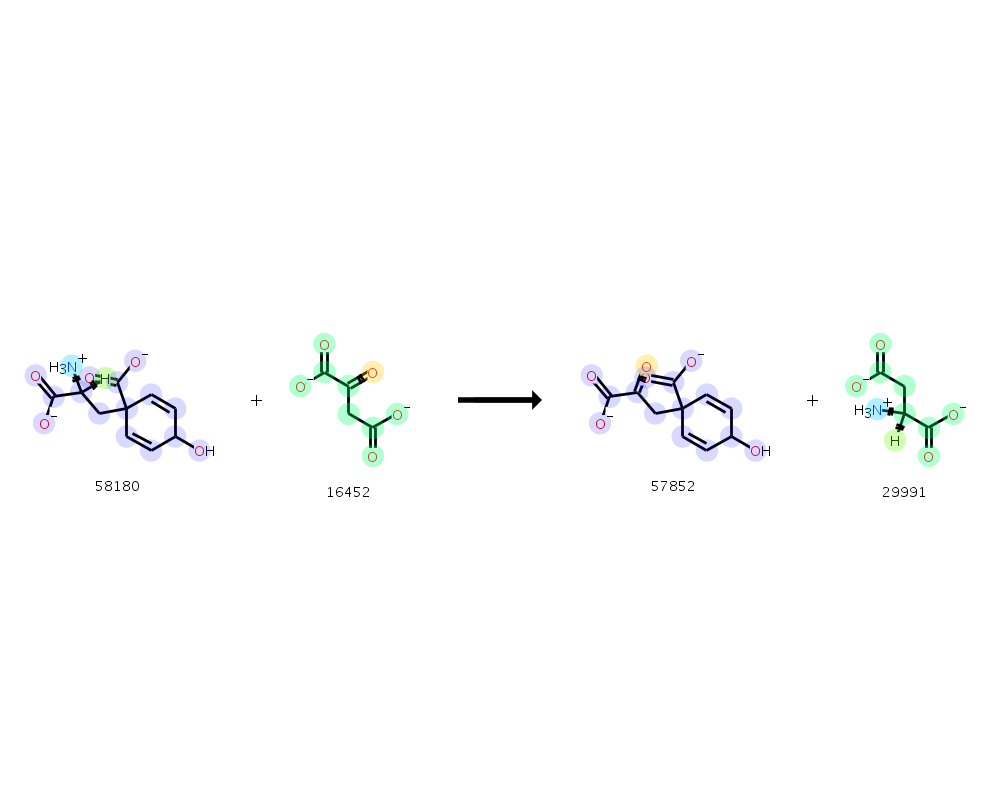 H3N+ O H O O−
O O−
OH
58180
+
O O− O O− O
16452
O O O O−
O O−
OH
57852
+
O O− H3N+ H O− O
29991